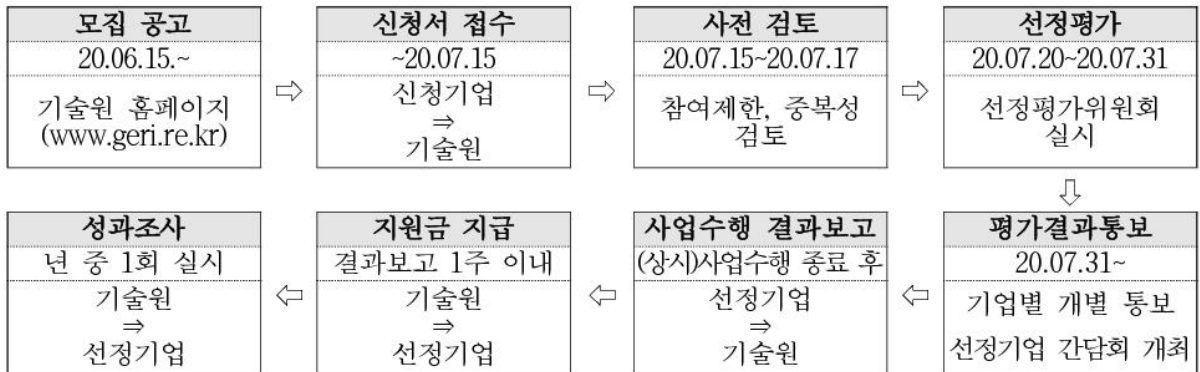 모집 공고
20.06.15.~
기술원 홈페이지
(www.geri.re.kr)
⇨
신청서 접수
~20.07.15
신청기업
⇒
기술원
⇨
사전 검토
20.07.15~20.07.17
참여제한, 중복성
검토
⇨
선정평가
20.07.20~20.07.31
선정평가위원회
실시
⇩
평가결과통보
20.07.31~
기업별 개별 통보
선정기업 간담회 개최
⇦
사업수행 결과보고
(상시)사업수행 종료 후
선정기업
⇒
기술원
⇦
지원금 지급
결과보고 1주 이내
기술원
⇒
선정기업
⇦
성과조사
년 중 1회 실시
기술원
⇒
선정기업